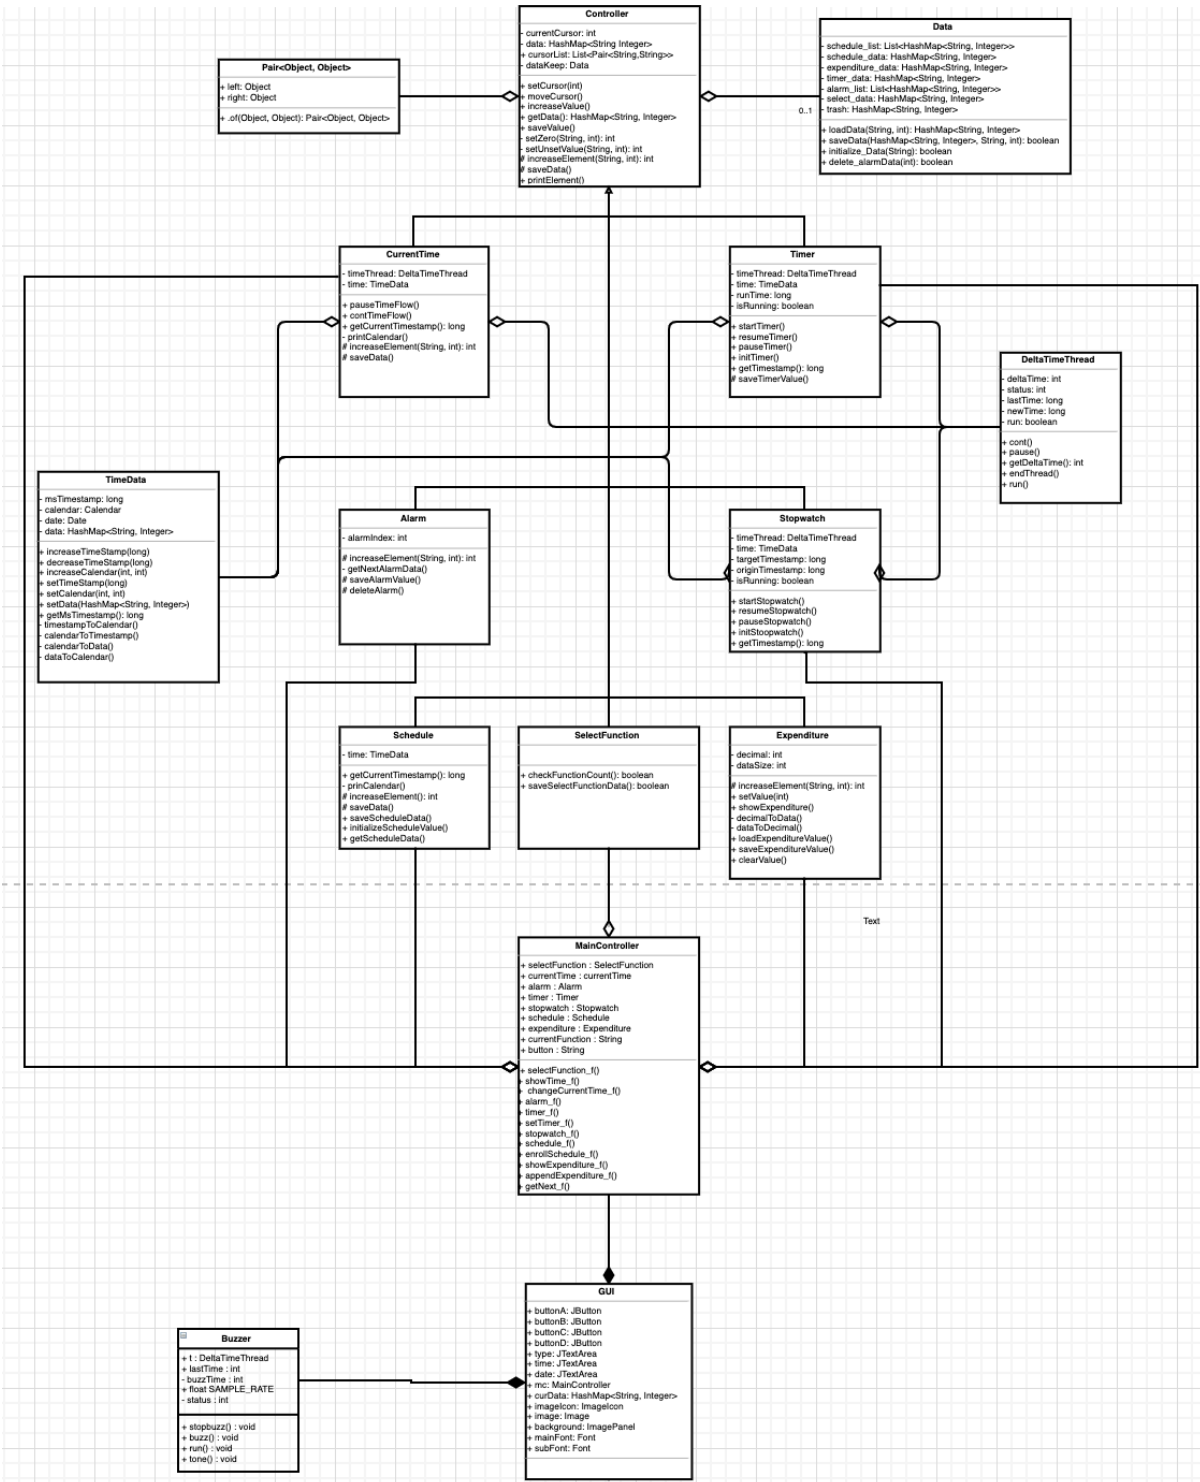 Controller
- currentCursor: int
- data: HashMap<String Integer>
+ cursorList: List<Pair<String,String>>
- dataKeep: Data
+ setCursor(int)
+ moveCursor()
+ increaseValue()
+ getData(): HashMap<String, Integer>
+ saveValue()
- setZero(String, int): int
- setUnsetValue(String, int): int
# increaseElement(String, int): int
# saveData()
+ printElement()
Data
- schedule_list: List<HashMap<String, Integer>>
- schedule_data: HashMap<String, Integer>
- expenditure_data: HashMap<String, Integer>
- timer_data: HashMap<String, Integer>
- alarm_list: List<HashMap<String, Integer>>
- select_data: HashMap<String, Integer>
- trash: HashMap<String, Integer>
+ loadData(String, int): HashMap<String, Integer>
+ saveData(HashMap<String, Integer>, String, int): boolean
+ initialize_Data(String): boolean
+ delete_alarmData(int): boolean
0..1
Pair<Object, Object>
+ left: Object
+ right: Object
+ .of(Object, Object): Pair<Object, Object>
CurrentTime
- timeThread: DeltaTimeThread
- time: TimeData
+ pauseTimeFlow()
+ contTimeFlow()
+ getCurrentTimestamp(): long
- printCalendar()
# increaseElement(String, int): int
# saveData()
Timer
- timeThread: DeltaTimeThread
- time: TimeData
- runTime: long
- isRunning: boolean
+ startTimer()
+ resumeTimer()
+ pauseTimer()
+ initTimer()
+ getTimestamp(): long
# saveTimerValue()
DeltaTimeThread
- deltaTime: int
- status: int
- lastTime: long
- newTime: long
- run: boolean
+ cont()
+ pause()
+ getDeltaTime(): int
+ endThread()
+ run()
TimeData
- msTimestamp: long
- calendar: Calendar
- date: Date
- data: HashMap<String, Integer>
+ increaseTimeStamp(long)
+ decreaseTimeStamp(long)
+ increaseCalendar(int, int)
+ setTimeStamp(long)
+ setCalendar(int, int)
+ setData(HashMap<String, Integer>)
+ getMsTimestamp(): long
- timestampToCalendar()
- calendarToTimestamp()
- calendarToData()
- dataToCalendar()
Alarm
- alarmIndex: int
# increaseElement(String, int): int
- getNextAlarmData()
# saveAlarmValue()
# deleteAlarm()
Stopwatch
- timeThread: DeltaTimeThread
- time: TimeData
- targetTimestamp: long
- originTimestamp: long
- isRunning: boolean
+ startStopwatch()
+ resumeStopwatch()
+ pauseStopwatch()
+ initStoopwatch()
+ getTimestamp(): long
Schedule
- time: TimeData
+ getCurrentTimestamp(): long
- prinCalendar()
# increaseElement(): int
# saveData()
+ saveScheduleData()
+ initializeScheduleValue()
+ getScheduleData()
SelectFunction
+ checkFunctionCount(): boolean
+ saveSelectFunctionData(): boolean
Expenditure
- decimal: int
- dataSize: int
# increaseElement(String, int): int
+ setValue(int)
+ showExpenditure()
- decimalToData()
- dataToDecimal()
+ loadExpenditureValue()
+ saveExpenditureValue()
+ clearValue()
Text
MainController
+ selectFunction : SelectFunction
+ currentTime : currentTime
+ alarm : Alarm
+ timer : Timer
+ stopwatch : Stopwatch
+ schedule : Schedule
+ expenditure : Expenditure
+ currentFunction : String
+ button : String
+ selectFunction_f()
+ showTime_f()
+ changeCurrentTime_f()
+ alarm_f()
+ timer_f()
+ setTimer_f()
+ stopwatch_f()
+ schedule_f()
+ enrollSchedule_f()
+ showExpenditure_f()
+ appendExpenditure_f()
+ getNext_f()
GUI
+ buttonA: JButton
+ buttonB: JButton
+ buttonC: JButton
+ buttonD: JButton
+ type: JTextArea
+ time: JTextArea
+ date: JTextArea
+ mc: MainController
+ curData: HashMap<String, Integer>
+ imageIcon: ImageIcon
+ image: Image
+ background: ImagePanel
+ mainFont: Font
+ subFont: Font
Buzzer
+ t : DeltaTimeThread
+ lastTime : int
- buzzTime : int
+ float SAMPLE_RATE
- status : int
+ stopbuzz() : void
+ buzz() : void
+ run() : void
+ tone() : void